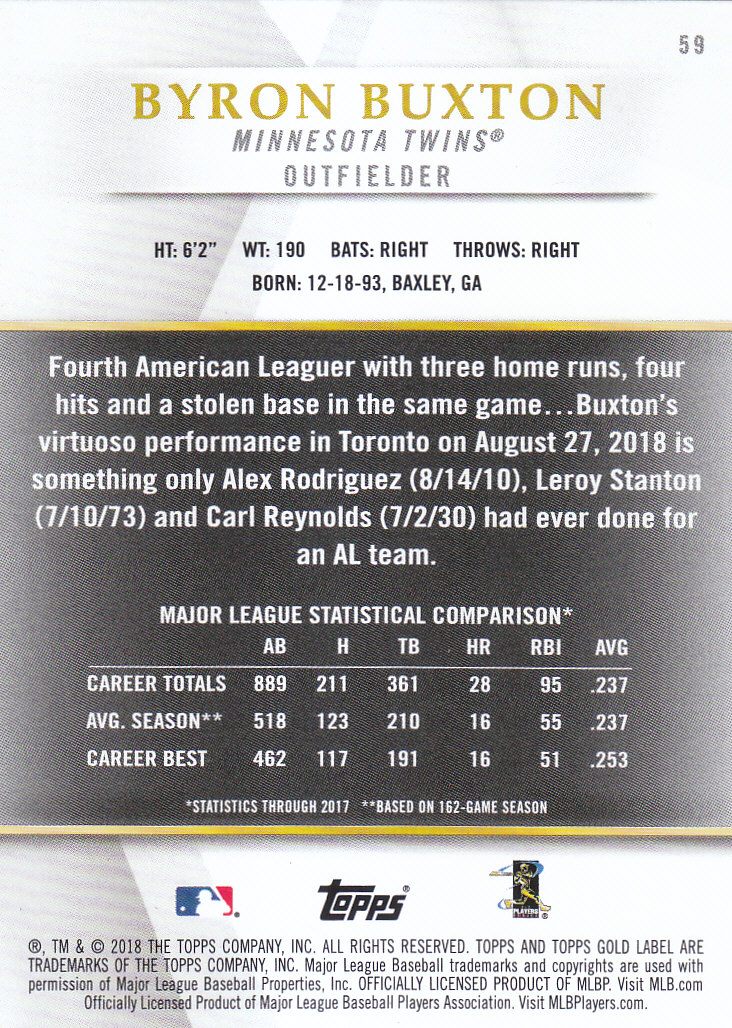 59
BYRON BUXTON
MINNESOTA TWINS®
OUTFIELDER
HT: 6'2" WT: 190 BATS: RIGHT THROWS: RIGHT
BORN: 12-18-93, BAXLEY, GA
Fourth American Leaguer with three home runs, four
hits and a stolen base in the same game...Buxton's
virtuoso performance in Toronto on August 27, 2018 is
something only Alex Rodriguez (8/14/10), Leroy Stanton
(7/10/73) and Carl Reynolds (7/2/30) had ever done for
an AL team.
MAJOR LEAGUE STATISTICAL COMPARISON*
AB H TB HR RBI AVG
CAREER TOTALS 889 211 361 28 95 .237
AVG. SEASON** 518 123 210 16 55 .237
CAREER BEST 462 117 191 16 51 .253
*STATISTICS THROUGH 2017 **BASED ON 162-GAME SEASON
topps®
PLAYERS
®, TM & © 2018 THE TOPPS COMPANY, INC. ALL RIGHTS RESERVED. TOPPS AND TOPPS GOLD LABEL ARE
TRADEMARKS OF THE TOPPS COMPANY, INC. Major League Baseball trademarks and copyrights are used with
permission of Major League Baseball Properties, Inc. OFFICIALLY LICENSED PRODUCT OF MLBP. Visit MLB.com
Officially Licensed Product of Major League Baseball Players Association. Visit MLBPlayers.com.